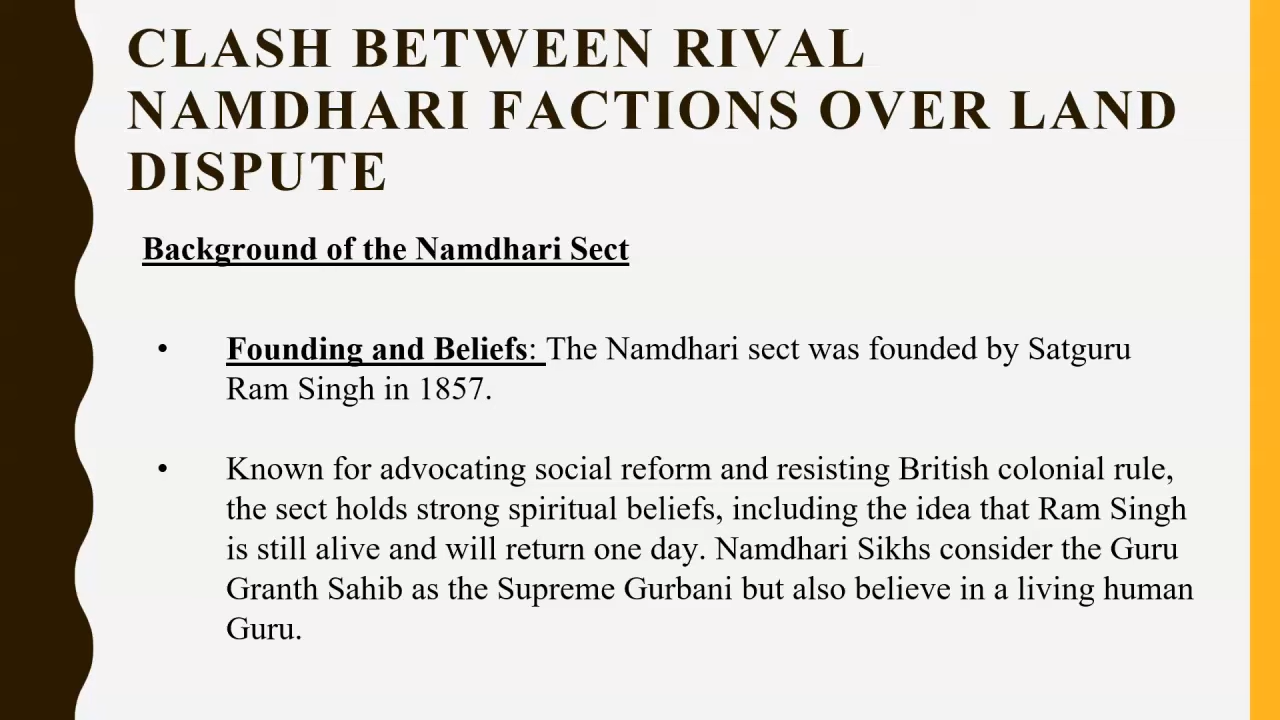 CLASH BETWEEN RIVAL
NAMDHARI FACTIONS OVER LAND
DISPUTE
Background of the Namdhari Sect
• Founding and Beliefs: The Namdhari sect was founded by Satguru
Ram Singh in 1857.
• Known for advocating social reform and resisting British colonial rule,
the sect holds strong spiritual beliefs, including the idea that Ram Singh
is still alive and will return one day. Namdhari Sikhs consider the Guru
Granth Sahib as the Supreme Gurbani but also believe in a living human
Guru.